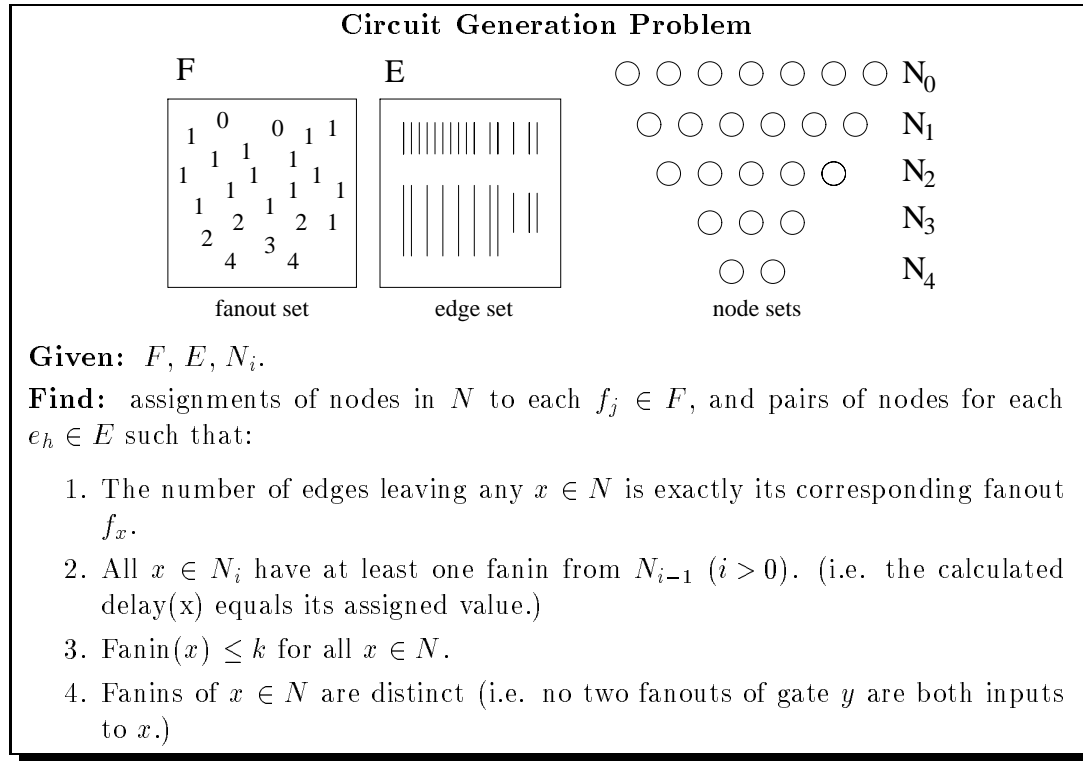 Circuit Generation Problem
F E N0
1 0 0 1 1 N1
1 1 1
1 1 1 1 N2
1 1 1 1
1 2 1 2 1 N3
2 3
4 4 N4
fanout set edge set node sets
Given: F, E, Ni.
Find: assignments of nodes in N to each fj ∈ F, and pairs of nodes for each
eh ∈ E such that:
1. The number of edges leaving any x ∈ N is exactly its corresponding fanout
fx.
2. All x ∈ Ni have at least one fanin from Ni−1 (i > 0). (i.e. the calculated
delay(x) equals its assigned value.)
3. Fanin(x) ≤ k for all x ∈ N.
4. Fanins of x ∈ N are distinct (i.e. no two fanouts of gate y are both inputs
to x.)